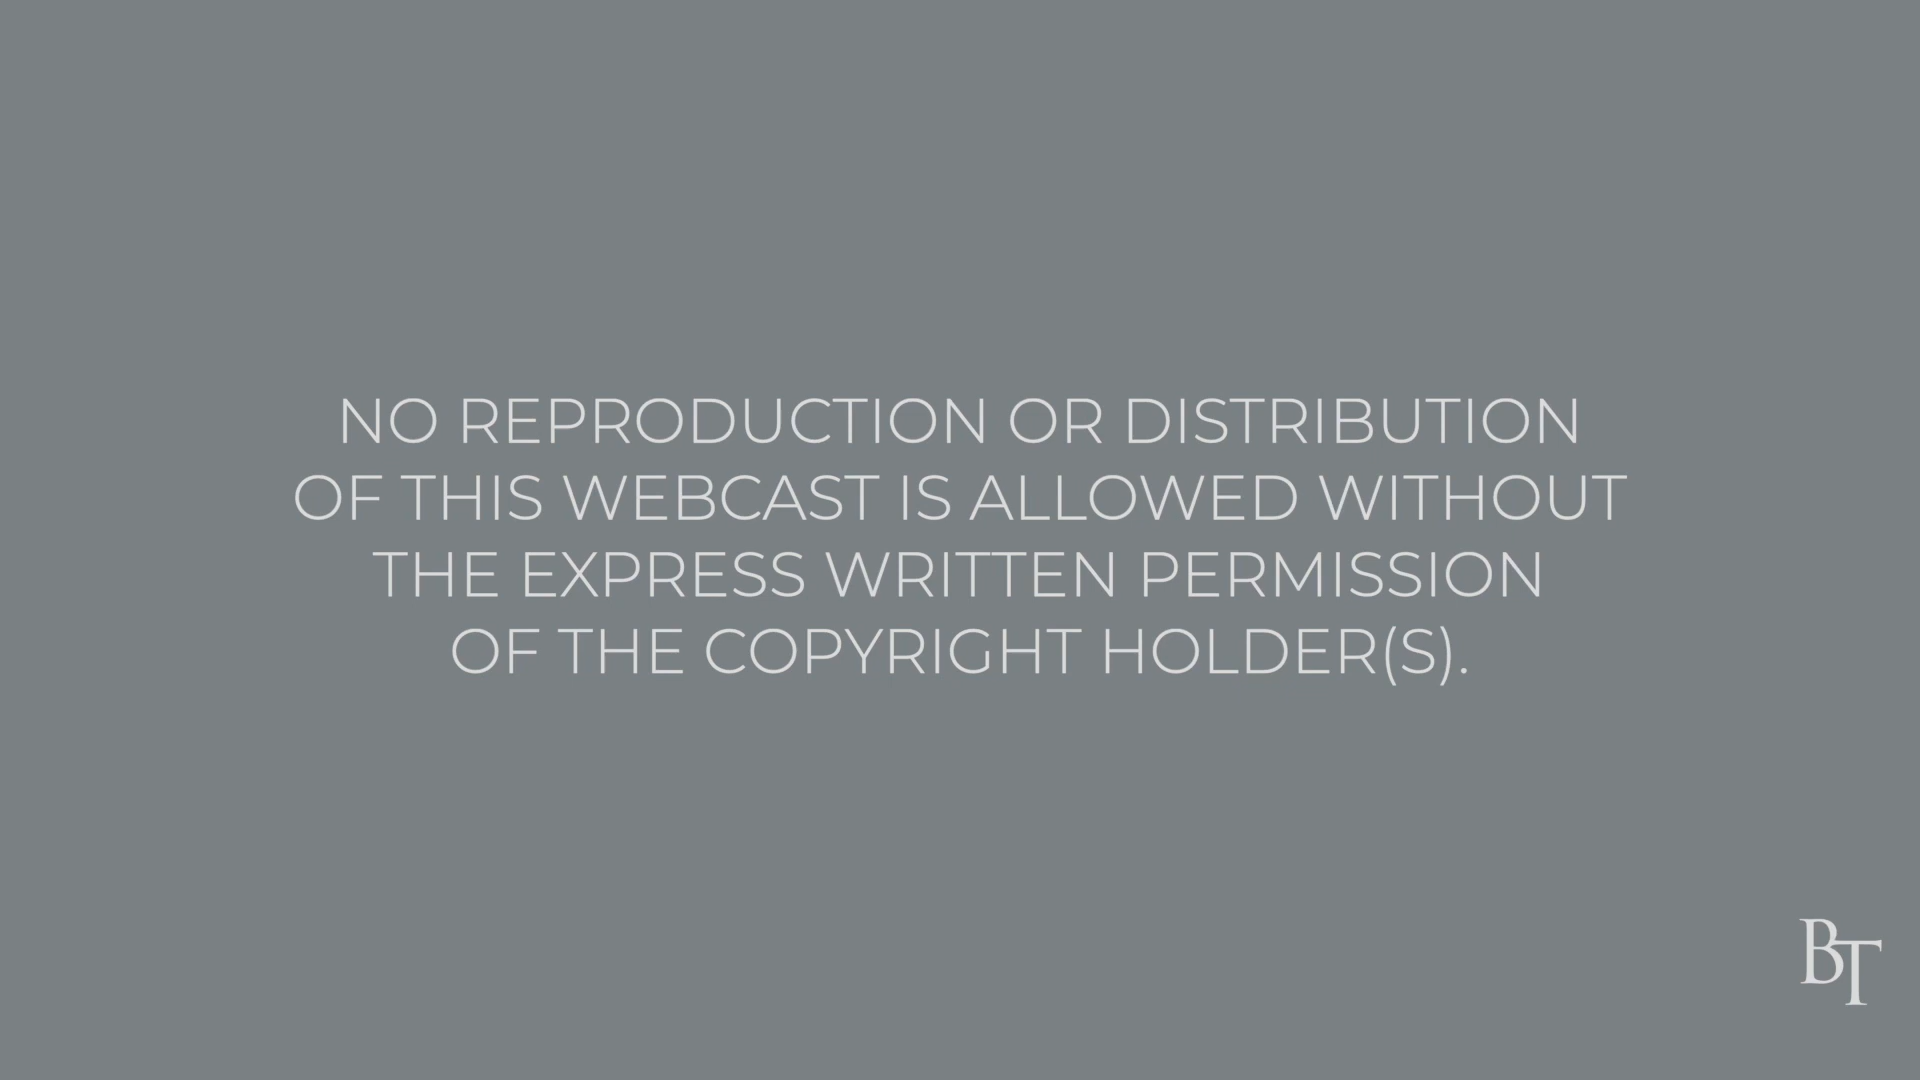 NO REPRODUCTION OR DISTRIBUTION
OF THIS WEBCAST IS ALLOWED WITHOUT
THE EXPRESS WRITTEN PERMISSION
OF THE COPYRIGHT HOLDER(S).
BT